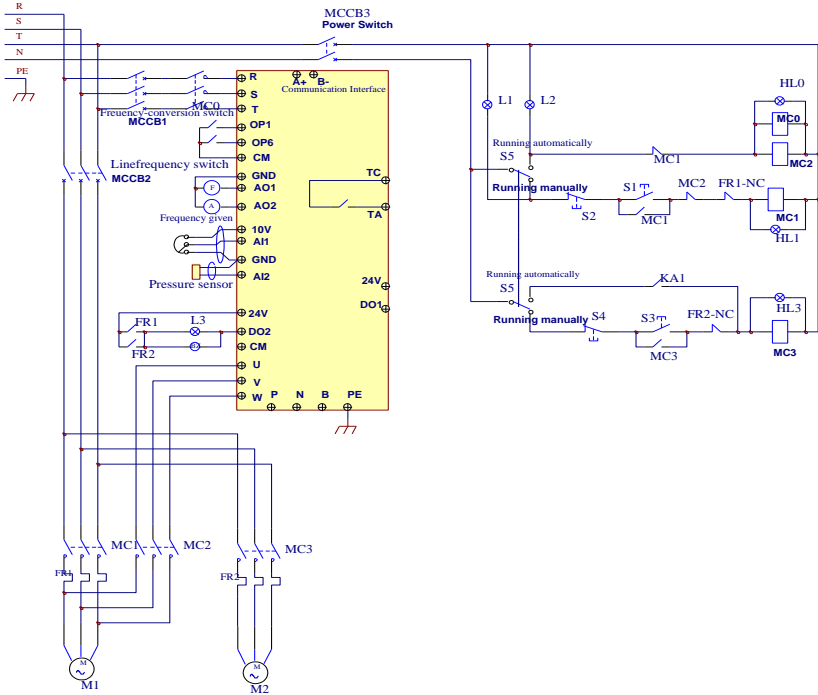 R
S
T
N
PE
MCCB3
Power Switch
A+ B-
Communication Interface
R
S
T
MC0
Freuency-conversion switch
MCCB1
OP1
OP6
CM
Linefrequency switch
MCCB2
GND
F
AO1
A
AO2
Frequency given
10V
AI1
GND
AI2
Pressure sensor
TC
TA
24V
DO1
24V
FR1
L3
DO2
FR2
CM
U
V
W
P N B PE
L1
L2
HL0
MC0
MC2
Running automatically
S5
MC1
Running manually
S2
S1
MC1
MC2
FR1-NC
MC1
HL1
Running automatically
S5
KA1
Running manually
S4
S3
MC3
FR2-NC
HL3
MC3
MC1
MC2
MC3
FR1
FR2
M
M1
M
M2